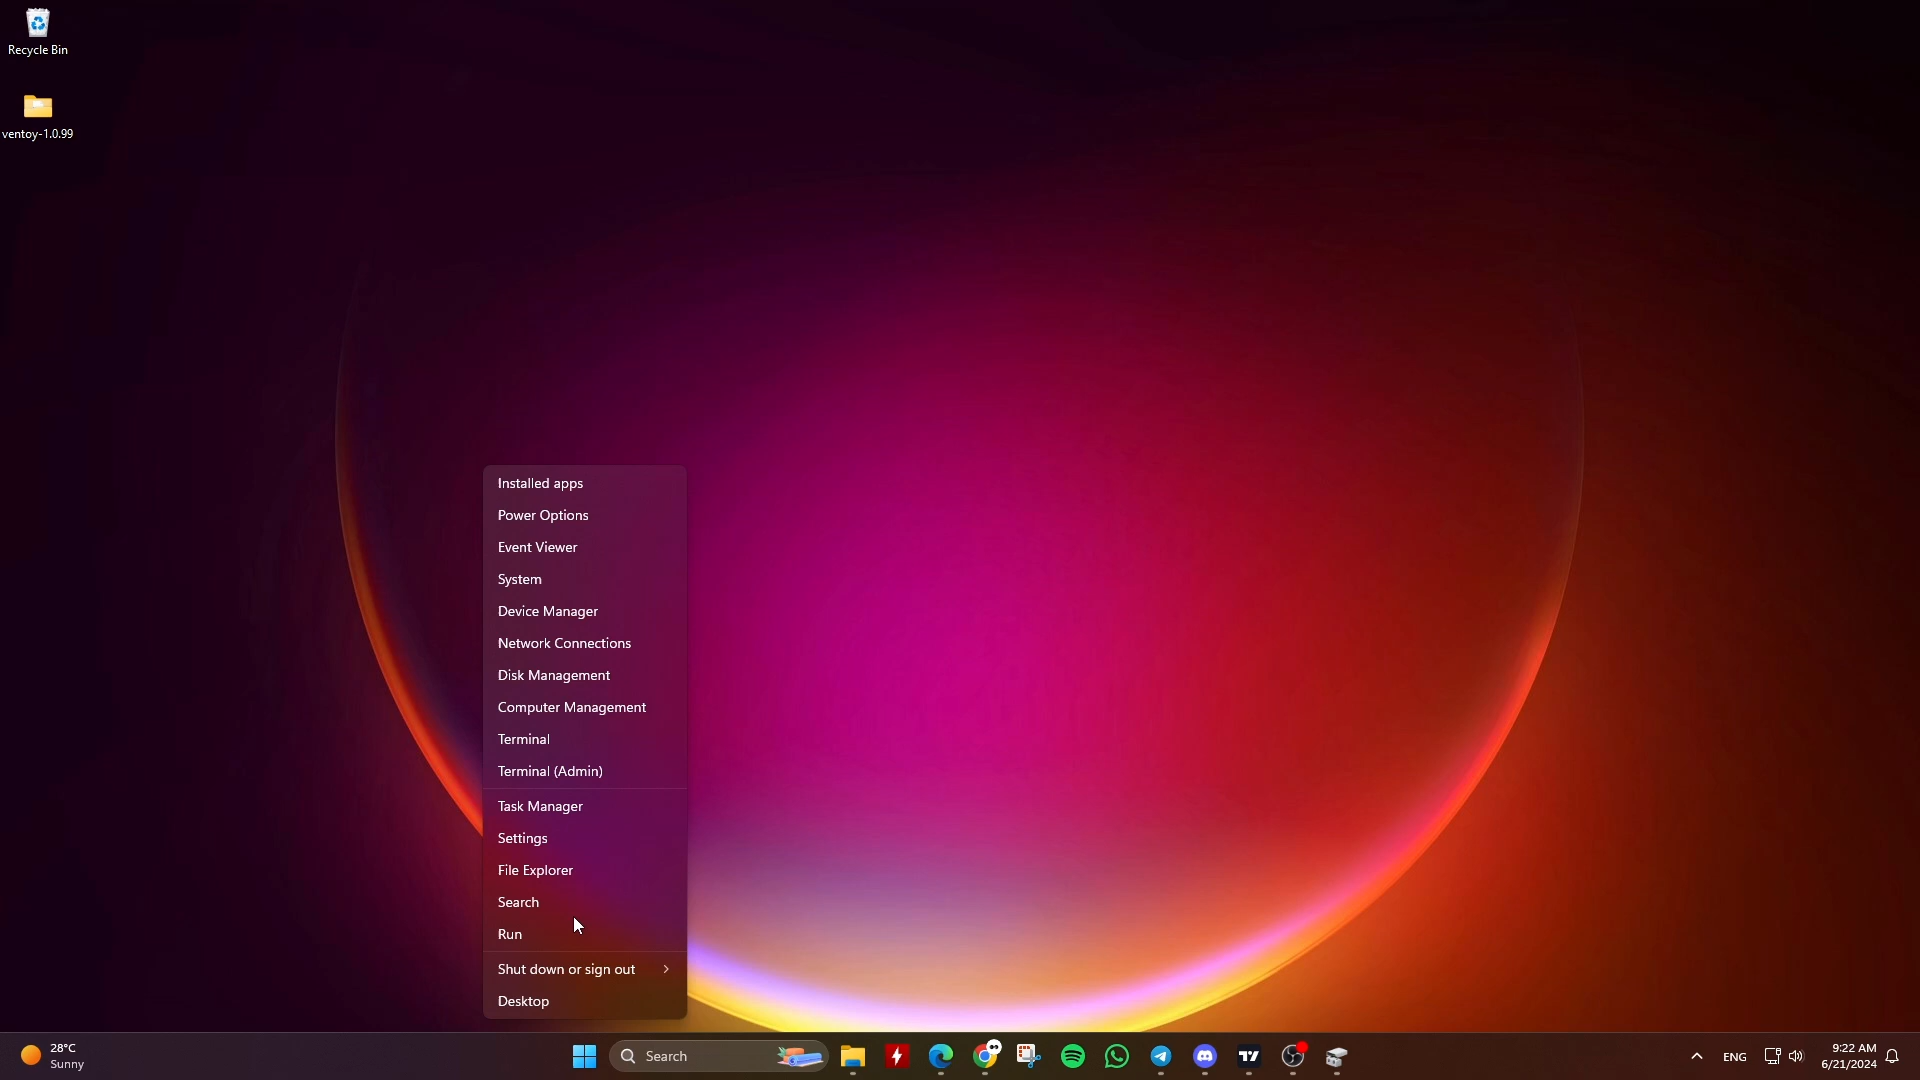 Recycle Bin
ventoy-1.0.99
Installed apps
Power Options
Event Viewer
System
Device Manager
Network Connections
Disk Management
Computer Management
Terminal
Terminal (Admin)
Task Manager
Settings
File Explorer
Search
Run
Shut down or sign out
Desktop
28°C
Sunny
Search
ENG
9:22 AM
6/21/2024